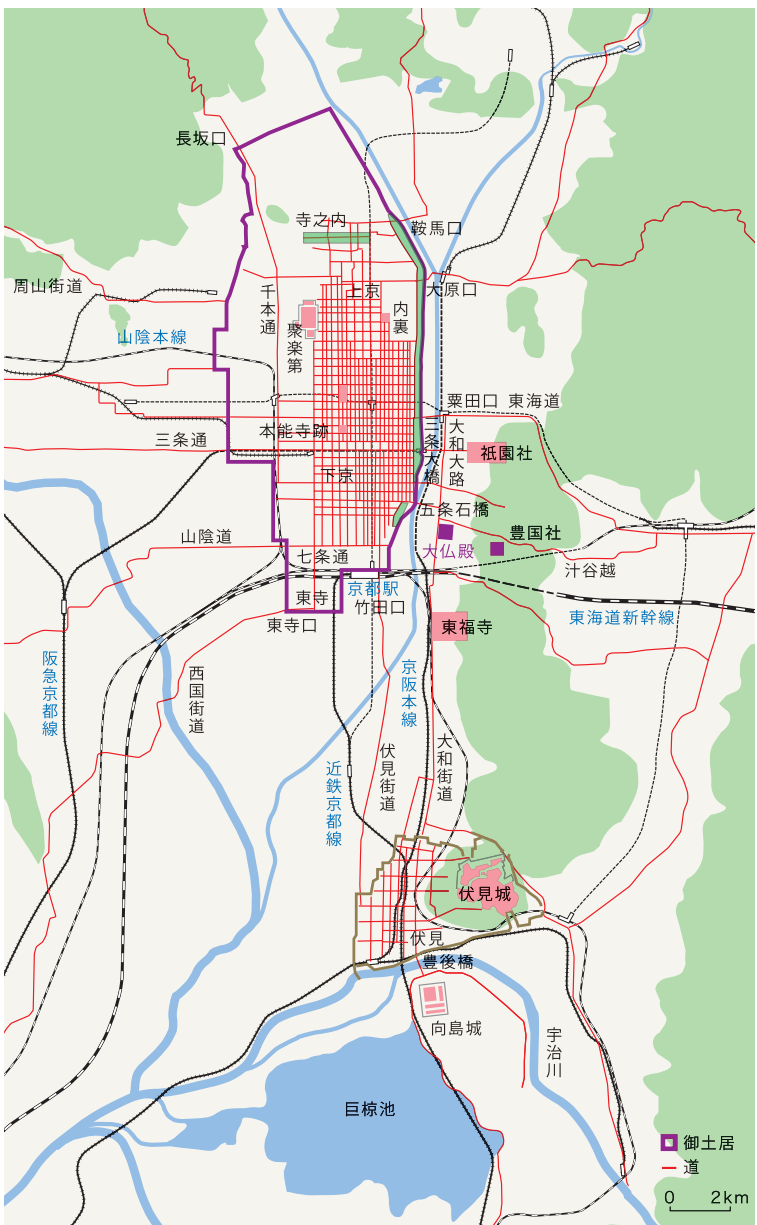 長坂口
寺之内
鞍馬口
周山街道
千本通
上京
内裏
大原口
聚楽第
山陰本線
粟田口 東海道
三条通
本能寺跡
三条大橋
大和大路
祇園社
下京
五条石橋
山陰道
大仏殿
豊国社
七条通
汁谷越
京都駅
東寺
竹田口
東海道新幹線
東寺口
東福寺
阪急京都線
西国街道
京阪本線
伏見街道
大和街道
近鉄京都線
伏見城
伏見
豊後橋
向島城
宇治川
巨椋池
御土居
道
0 2km